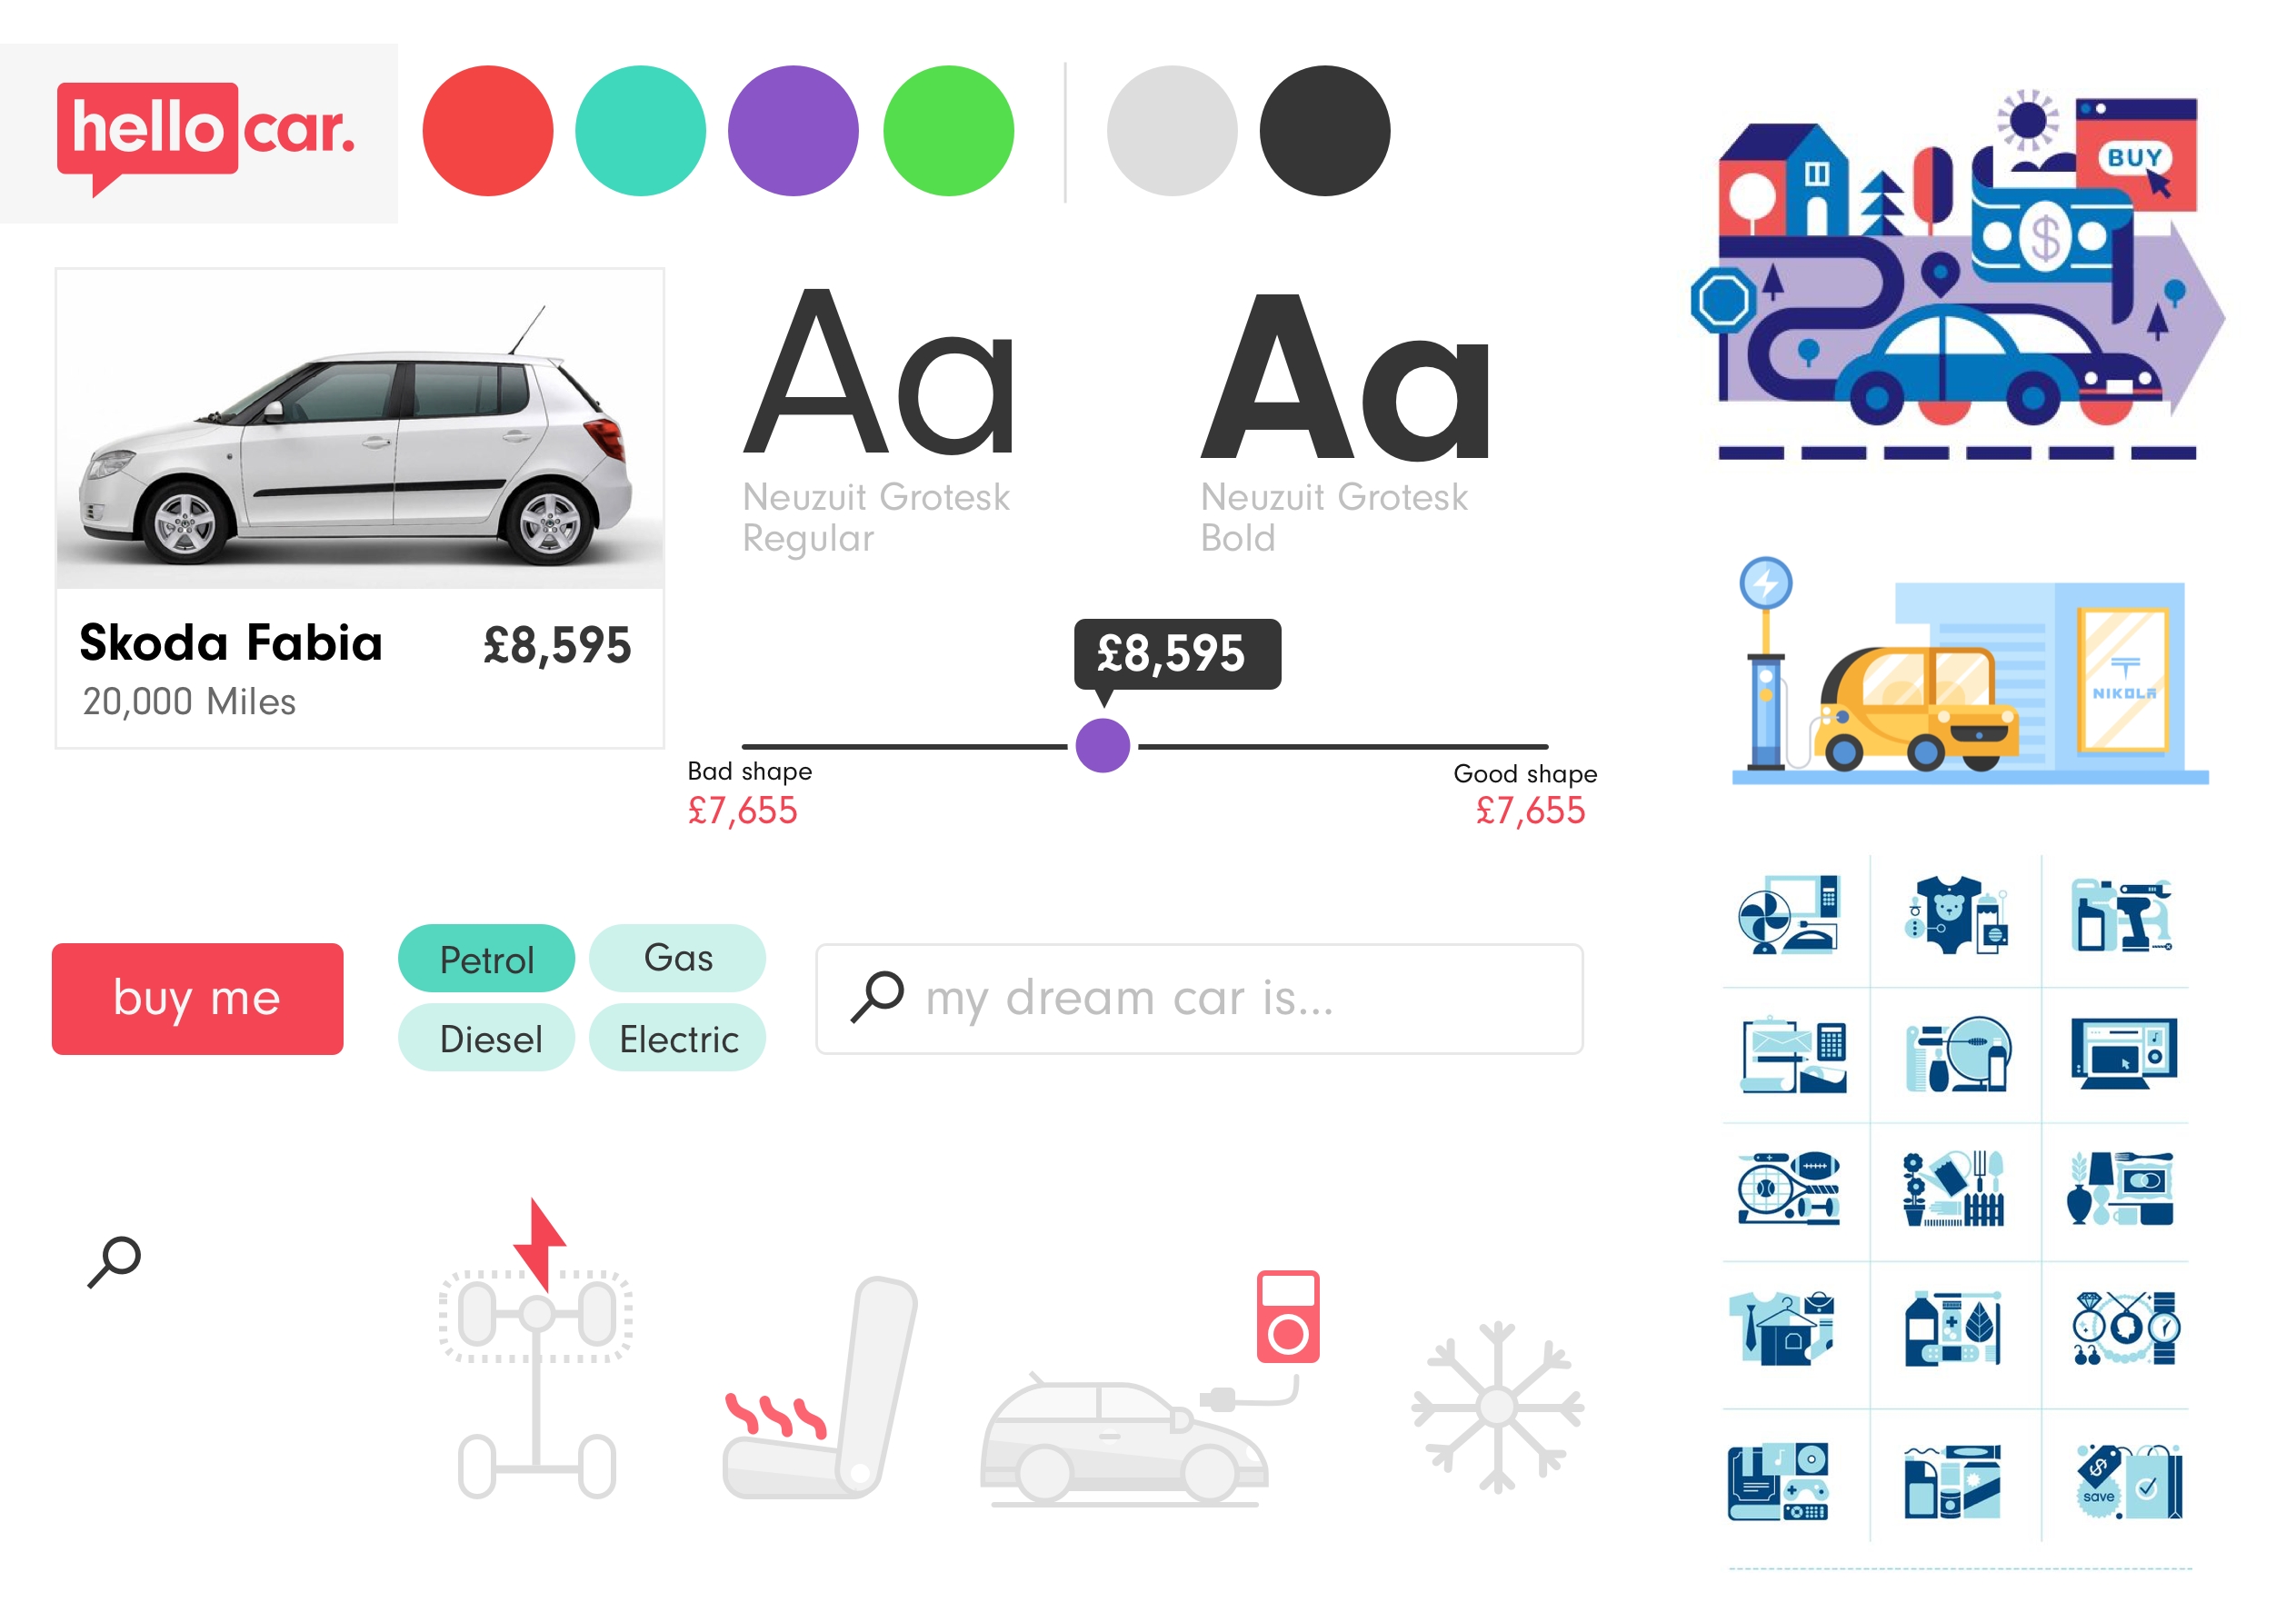 hello car.
Aa
Aa
Neuzuit Grotesk
Regular
Neuzuit Grotesk
Bold
Skoda Fabia
£8,595
20,000 Miles
£8,595
Bad shape
£7,655
Good shape
£7,655
buy me
Petrol
Gas
Diesel
Electric
my dream car is...
BUY
$
NIKOLA
$
save